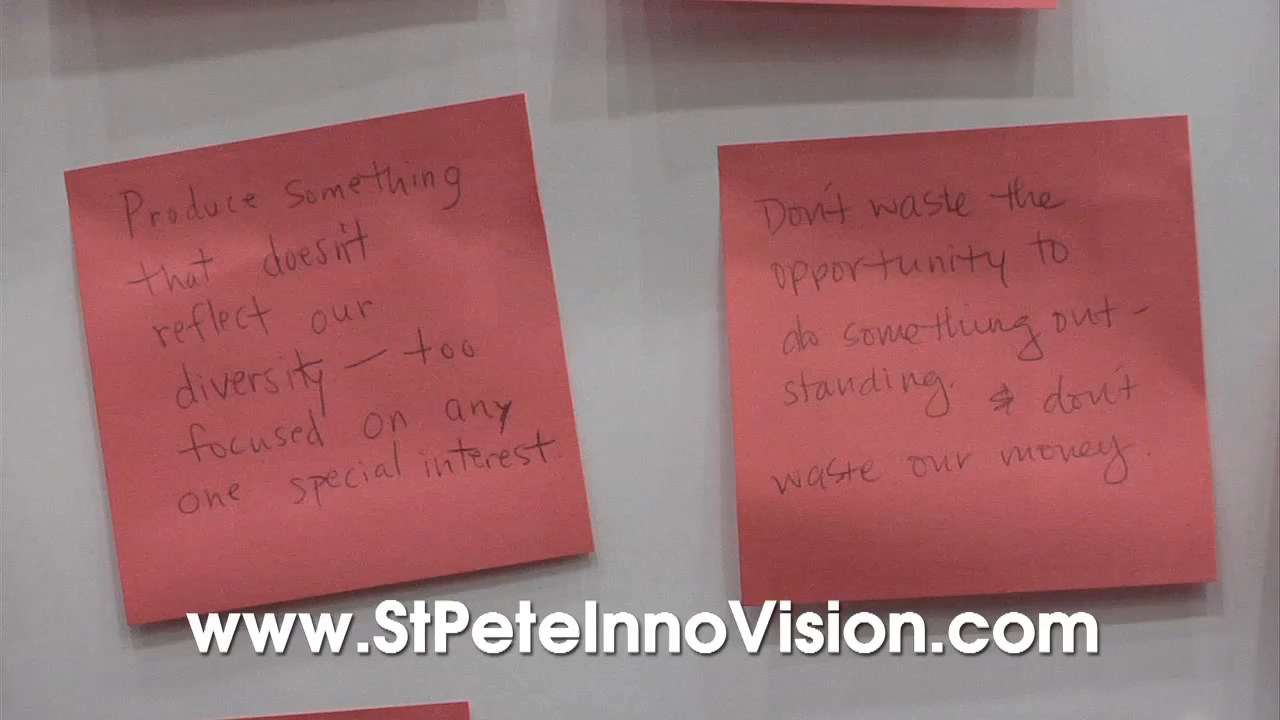 Produce something
that doesn't
reflect our
diversity — too
focused on any
one special interest.
Don't waste the
opportunity to
do something out-
standing. & don't
waste our money.
www.StPeteInnoVision.com